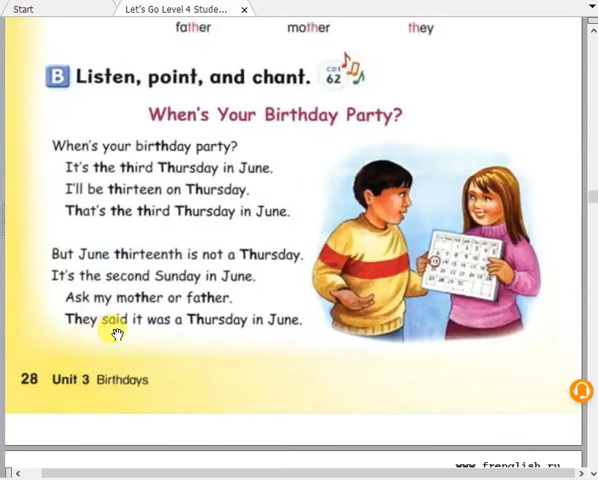 Start
Let's Go Level 4 Stude...
father mother they
B Listen, point, and chant. CD1 62
When's Your Birthday Party?
When's your birthday party?
It's the third Thursday in June.
I'll be thirteen on Thursday.
That's the third Thursday in June.
But June thirteenth is not a Thursday.
It's the second Sunday in June.
Ask my mother or father.
They said it was a Thursday in June.
28 Unit 3 Birthdays
www.frenglish.ru